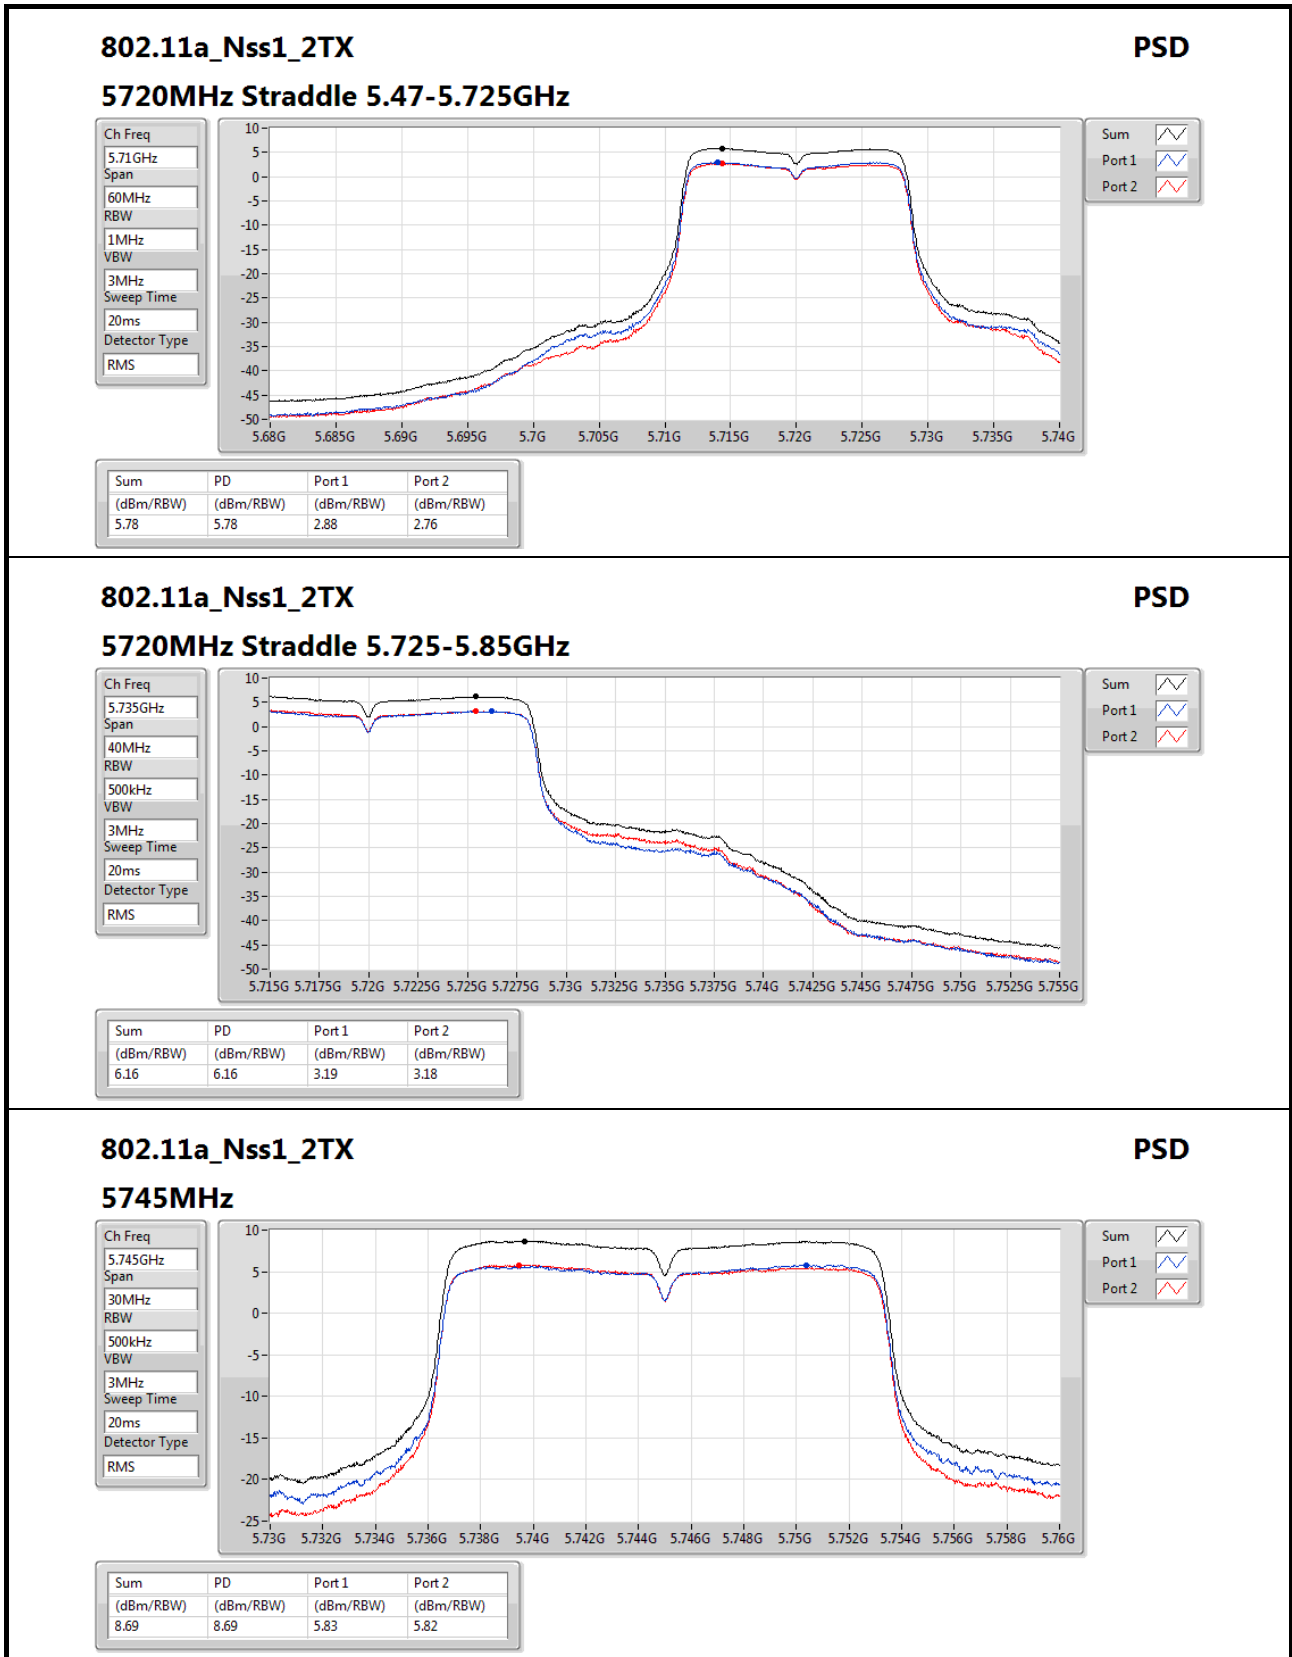 802.11a_Nss1_2TX PSD
5720MHz Straddle 5.47-5.725GHz
Ch Freq
5.71GHz
Span
60MHz
RBW
1MHz
VBW
3MHz
Sweep Time
20ms
Detector Type
RMS
10
5
0
-5
-10
-15
-20
-25
-30
-35
-40
-45
-50
5.68G 5.685G 5.69G 5.695G 5.7G 5.705G 5.71G 5.715G 5.72G 5.725G 5.73G 5.735G 5.74G
Sum
Port 1
Port 2
Sum PD Port 1 Port 2
(dBm/RBW) (dBm/RBW) (dBm/RBW) (dBm/RBW)
5.78 5.78 2.88 2.76
802.11a_Nss1_2TX PSD
5720MHz Straddle 5.725-5.85GHz
Ch Freq
5.735GHz
Span
40MHz
RBW
500kHz
VBW
3MHz
Sweep Time
20ms
Detector Type
RMS
10
5
0
-5
-10
-15
-20
-25
-30
-35
-40
-45
-50
5.715G 5.7175G 5.72G 5.7225G 5.725G 5.7275G 5.73G 5.7325G 5.735G 5.7375G 5.74G 5.7425G 5.745G 5.7475G 5.75G 5.7525G 5.755G
Sum
Port 1
Port 2
Sum PD Port 1 Port 2
(dBm/RBW) (dBm/RBW) (dBm/RBW) (dBm/RBW)
6.16 6.16 3.19 3.18
802.11a_Nss1_2TX PSD
5745MHz
Ch Freq
5.745GHz
Span
30MHz
RBW
500kHz
VBW
3MHz
Sweep Time
20ms
Detector Type
RMS
10
5
0
-5
-10
-15
-20
-25
5.73G 5.732G 5.734G 5.736G 5.738G 5.74G 5.742G 5.744G 5.746G 5.748G 5.75G 5.752G 5.754G 5.756G 5.758G 5.76G
Sum
Port 1
Port 2
Sum PD Port 1 Port 2
(dBm/RBW) (dBm/RBW) (dBm/RBW) (dBm/RBW)
8.69 8.69 5.83 5.82